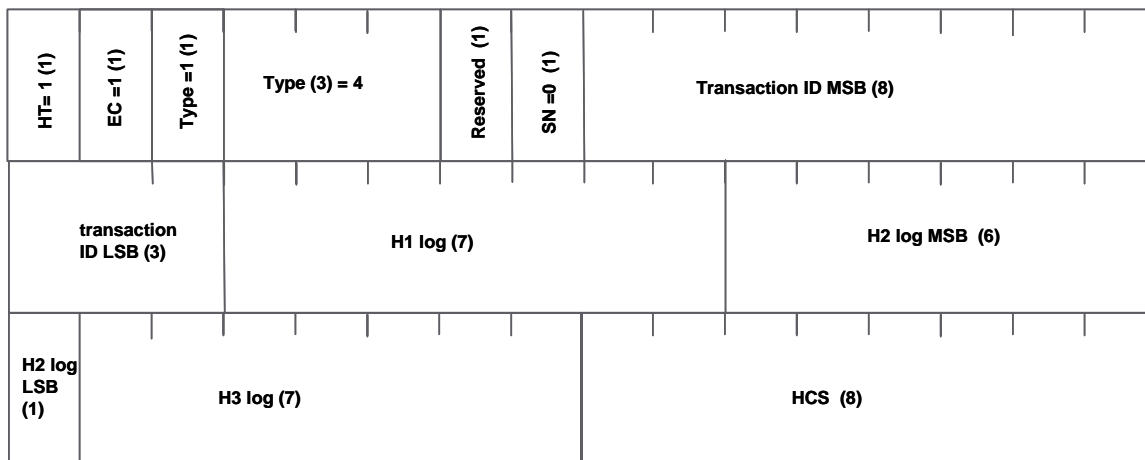 HT= 1 (1)
EC =1 (1)
Type =1 (1)
Type (3) = 4
Reserved (1)
SN =0 (1)
Transaction ID MSB (8)
transaction
ID LSB (3)
H1 log (7)
H2 log MSB (6)
H2 log
LSB
(1)
H3 log (7)
HCS (8)